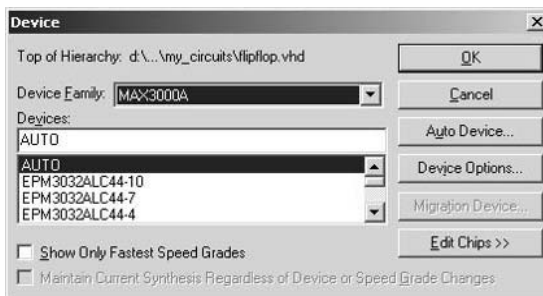 Device
Top of Hierarchy: d:\...\my_circuits\flipflop.vhd
OK
Device Family: MAX3000A
Cancel
Devices:
AUTO
Auto Device...
AUTO
EPM3032ALC44-10
EPM3032ALC44-7
EPM3032ALC44-4
Device Options...
Migration Device...
Edit Chips >>
Show Only Fastest Speed Grades
Maintain Current Synthesis Regardless of Device or Speed Grade Changes